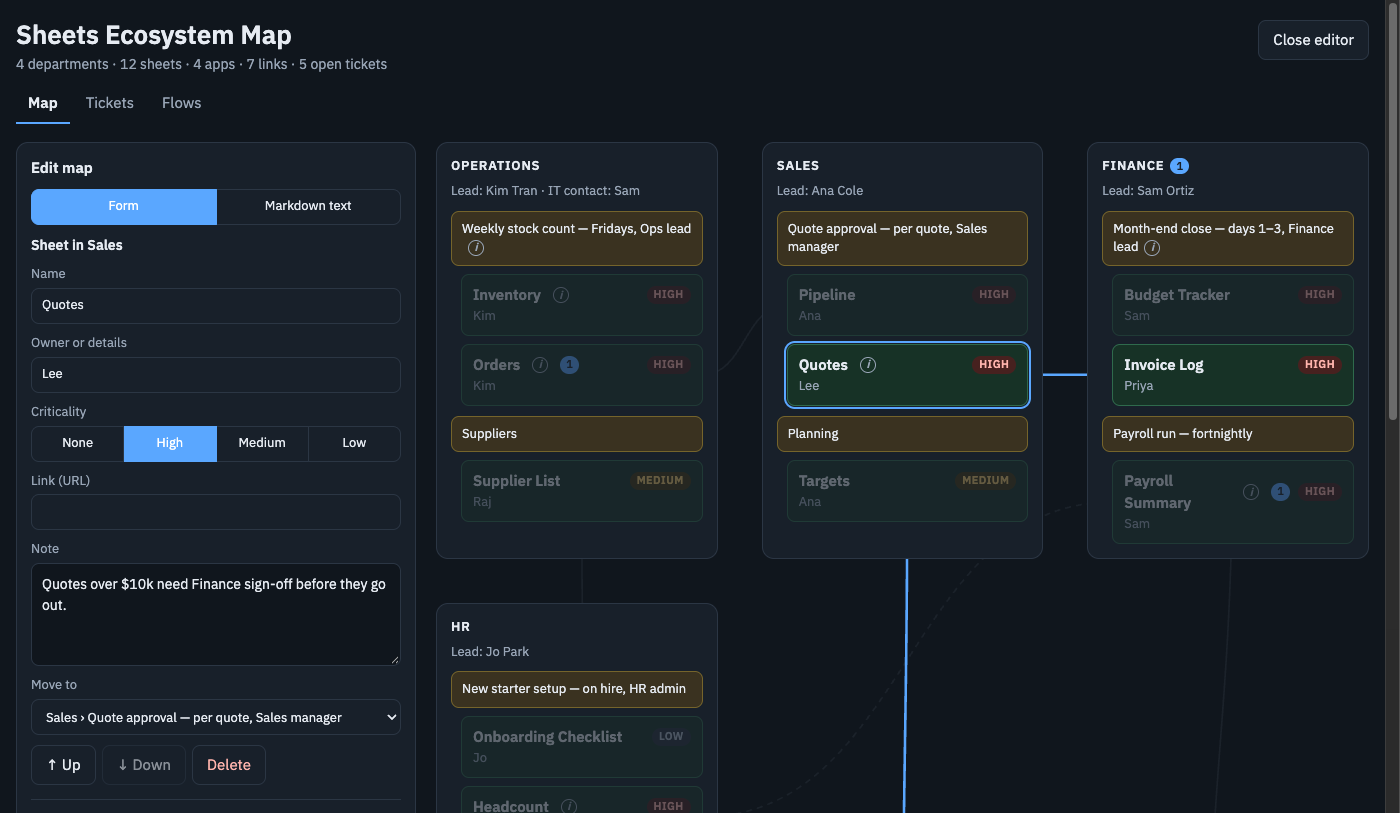 Sheets Ecosystem Map
4 departments · 12 sheets · 4 apps · 7 links · 5 open tickets
Close editor
Map
Tickets
Flows
Edit map
Form
Markdown text
Sheet in Sales
Name
Quotes
Owner or details
Lee
Criticality
None
High
Medium
Low
Link (URL)
Note
Quotes over $10k need Finance sign-off before they go
out.
Move to
Sales › Quote approval — per quote, Sales manager
↑ Up
↓ Down
Delete
OPERATIONS
Lead: Kim Tran · IT contact: Sam
Weekly stock count — Fridays, Ops lead
i
Inventory i HIGH
Kim
Orders i 1 HIGH
Kim
Suppliers
Supplier List MEDIUM
Raj
SALES
Lead: Ana Cole
Quote approval — per quote, Sales
manager
Pipeline HIGH
Ana
Quotes i HIGH
Lee
Planning
Targets MEDIUM
Ana
FINANCE 1
Lead: Sam Ortiz
Month-end close — days 1–3, Finance
lead i
Budget Tracker HIGH
Sam
Invoice Log HIGH
Priya
Payroll run — fortnightly
Payroll
Summary i 1 HIGH
Sam
HR
Lead: Jo Park
New starter setup — on hire, HR admin
Onboarding Checklist LOW
Jo
Headcount i HIGH